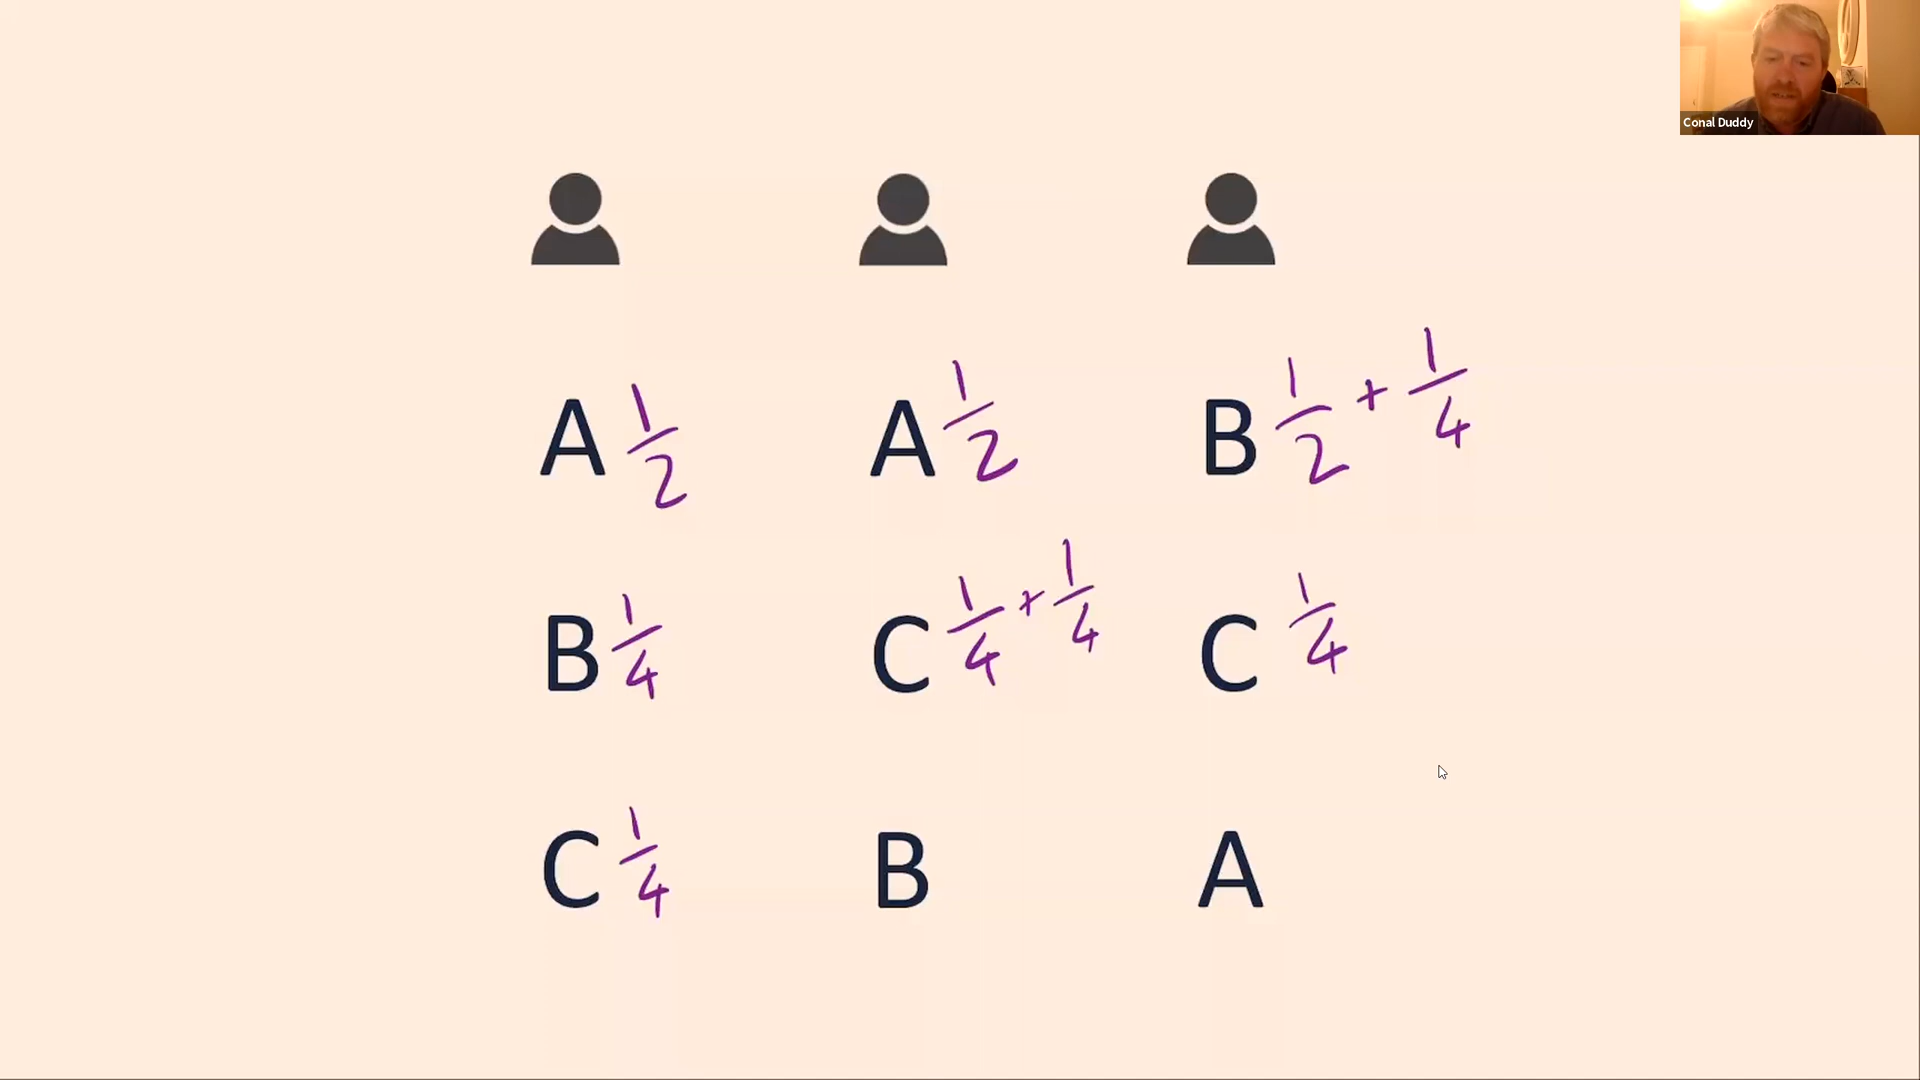 Conal Duddy
A 1/2 A 1/2 B 1/2 + 1/4
B 1/4 C 1/4 + 1/4 C 1/4
C 1/4 B A